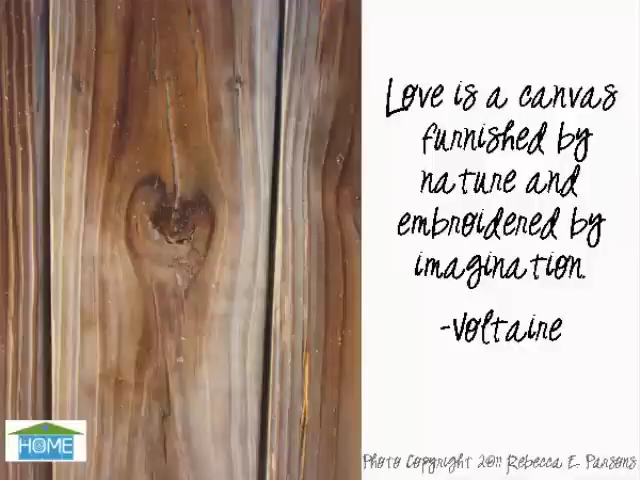 Love is a canvas
furnished by
nature and
embroidered by
imagination.
-Voltaire
HOME
Photo Copyright 2011 Rebecca E. Parsons